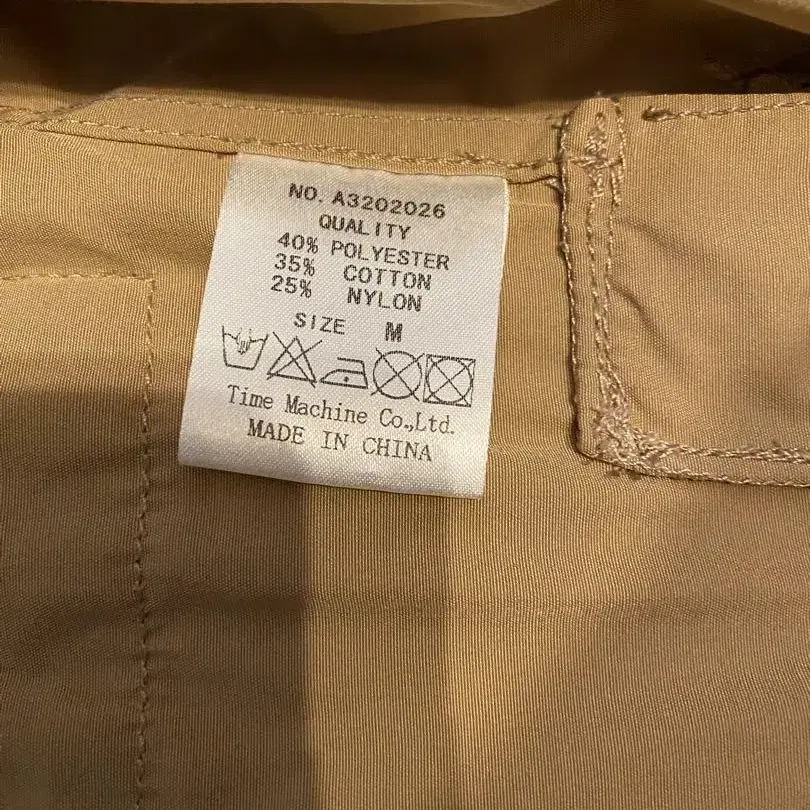 NO. A3202026
QUALITY
40% POLYESTER
35% COTTON
25% NYLON
SIZE M
Time Machine Co.,Ltd.
MADE IN CHINA